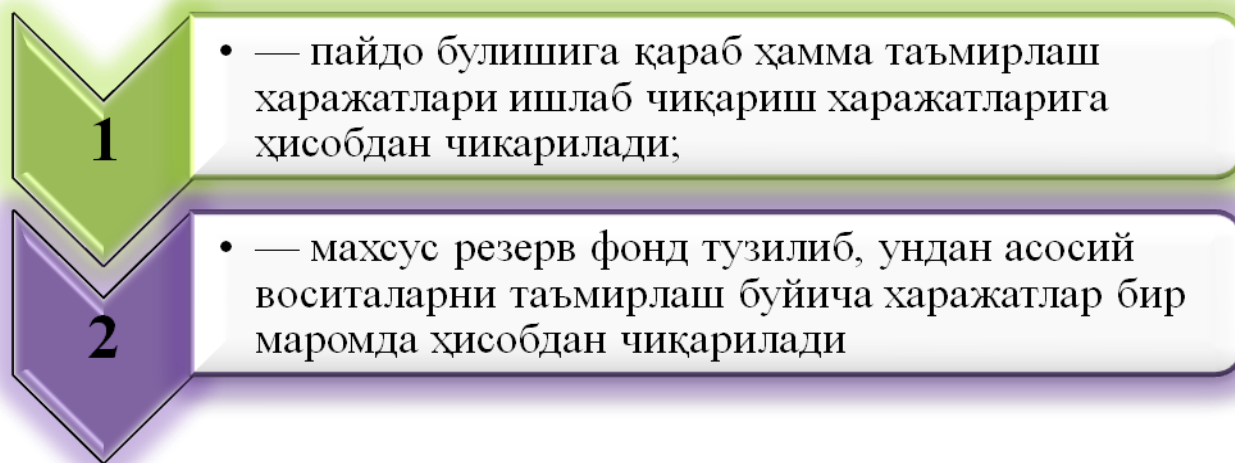 1
• — пайдо булишига қараб ҳамма таъмирлаш
харажатлари ишлаб чиқариш харажатларига
ҳисобдан чикарилади;
2
• — махсус резерв фонд тузилиб, ундан асосий
воситаларни таъмирлаш буйича харажатлар бир
маромда ҳисобдан чиқарилади